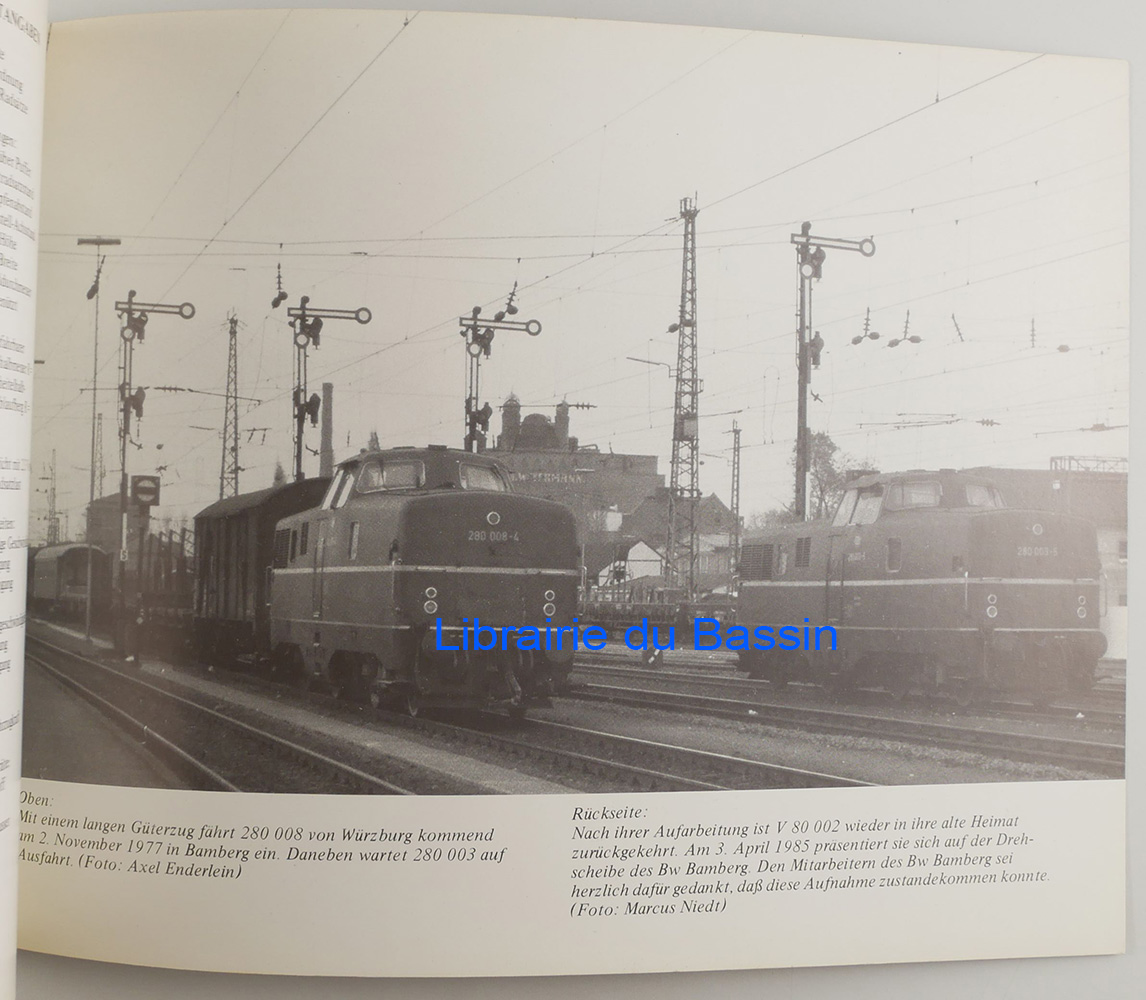 TANGABEN
280 008-4
280 003-5
Librairie du Bassin
Oben:
Mit einem langen Güterzug fährt 280 008 von Würzburg kommend
am 2. November 1977 in Bamberg ein. Daneben wartet 280 003 auf
Ausfahrt. (Foto: Axel Enderlein)
Rückseite:
Nach ihrer Aufarbeitung ist V 80 002 wieder in ihre alte Heimat
zurückgekehrt. Am 3. April 1985 präsentiert sie sich auf der Dreh-
scheibe des Bw Bamberg. Den Mitarbeitern des Bw Bamberg sei
herzlich dafür gedankt, daß diese Aufnahme zustandekommen konnte.
(Foto: Marcus Niedt)